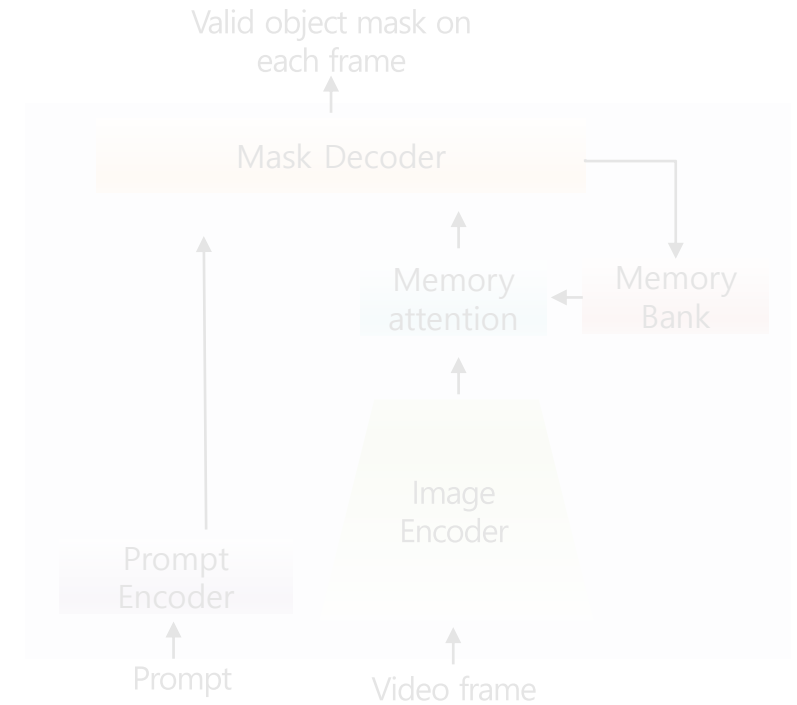 Valid object mask on
each frame
Mask Decoder
Memory
attention
Memory
Bank
Image
Encoder
Prompt
Encoder
Prompt
Video frame